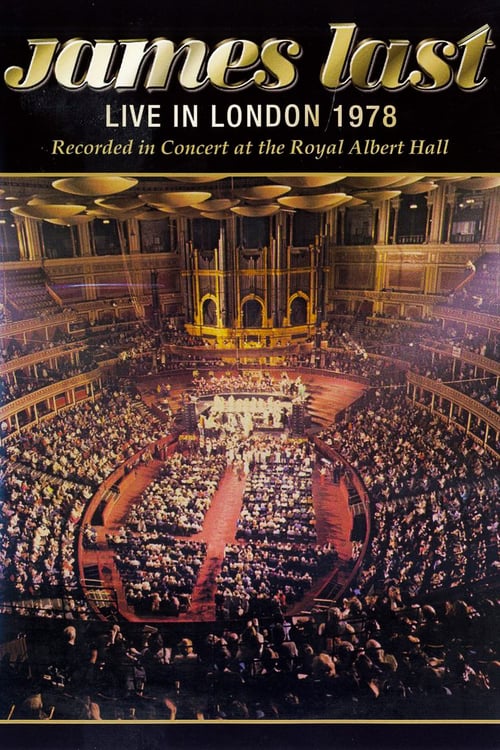 James Last
LIVE IN LONDON 1978
Recorded in Concert at the Royal Albert Hall